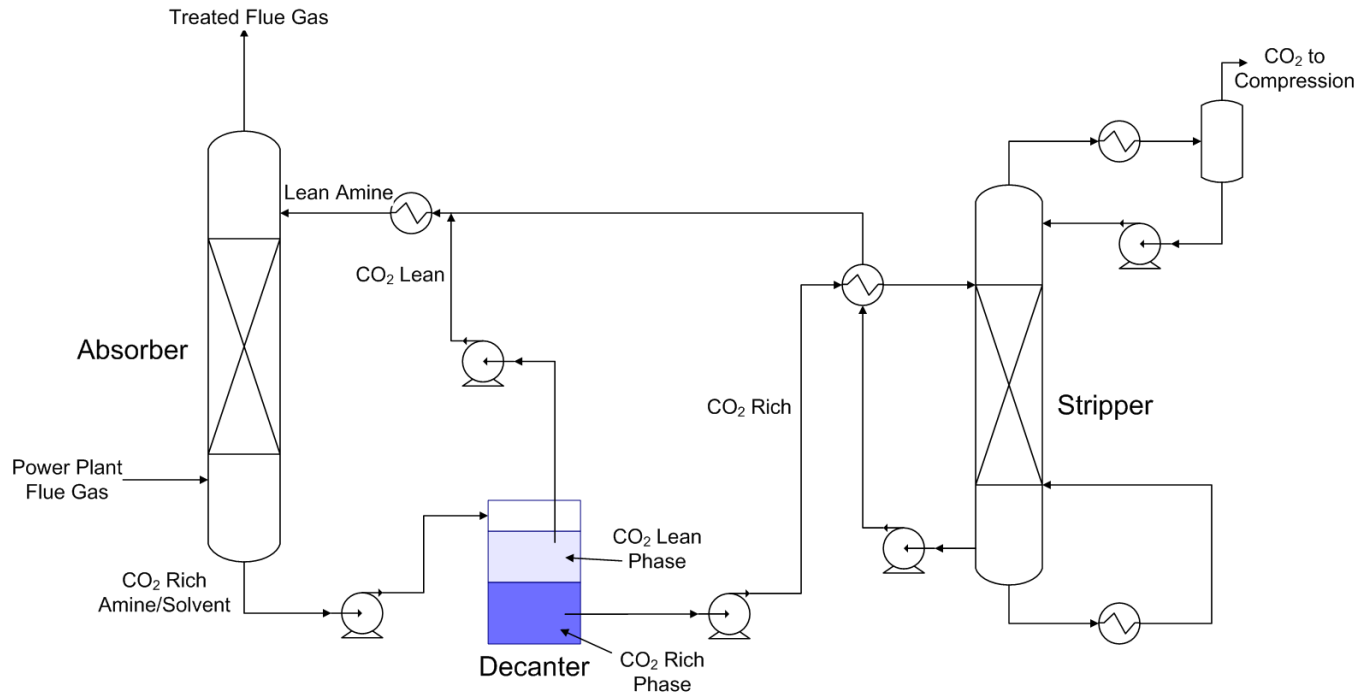 Treated Flue Gas
CO₂ to
Compression
Lean Amine
CO₂ Lean
Absorber
CO₂ Rich
Stripper
Power Plant
Flue Gas
CO₂ Lean
Phase
CO₂ Rich
Amine/Solvent
Decanter
CO₂ Rich
Phase